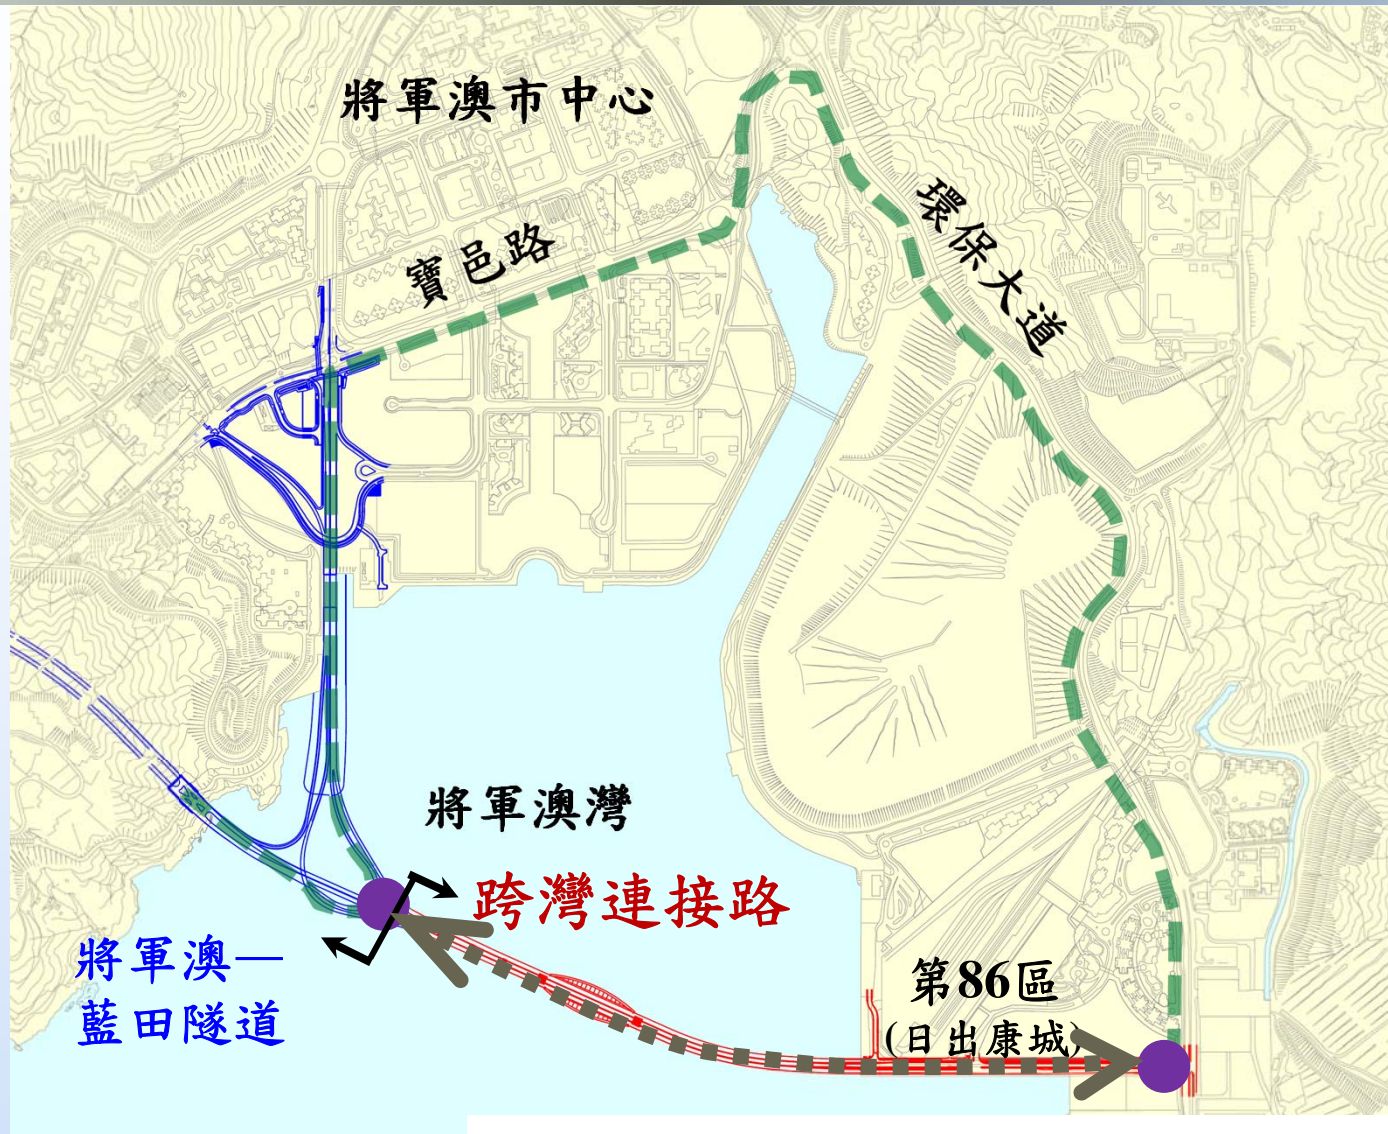 將軍澳市中心
環保大道
寶邑路
將軍澳灣
跨灣連接路
將軍澳—
藍田隧道
第86區
(日出康城)